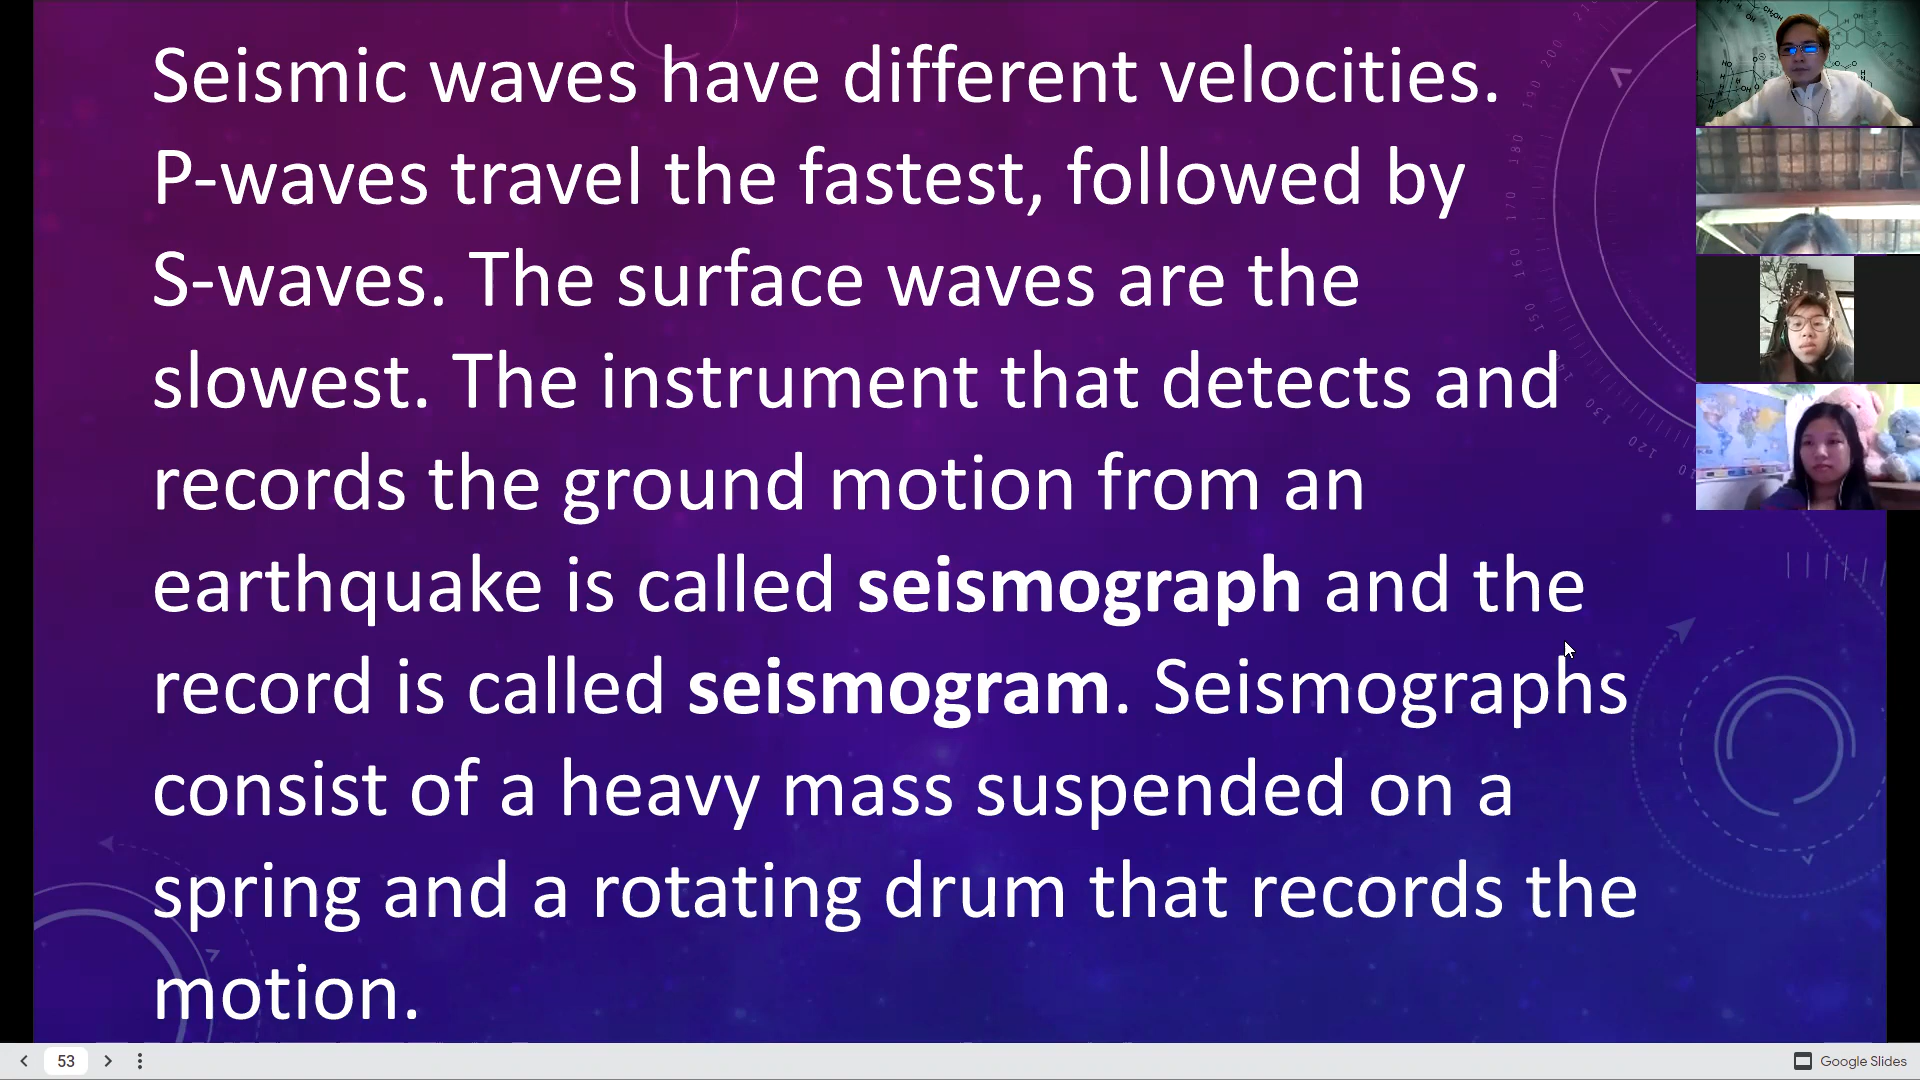 Seismic waves have different velocities.
P-waves travel the fastest, followed by
S-waves. The surface waves are the
slowest. The instrument that detects and
records the ground motion from an
earthquake is called seismograph and the
record is called seismogram. Seismographs
consist of a heavy mass suspended on a
spring and a rotating drum that records the
motion.
53
Google Slides